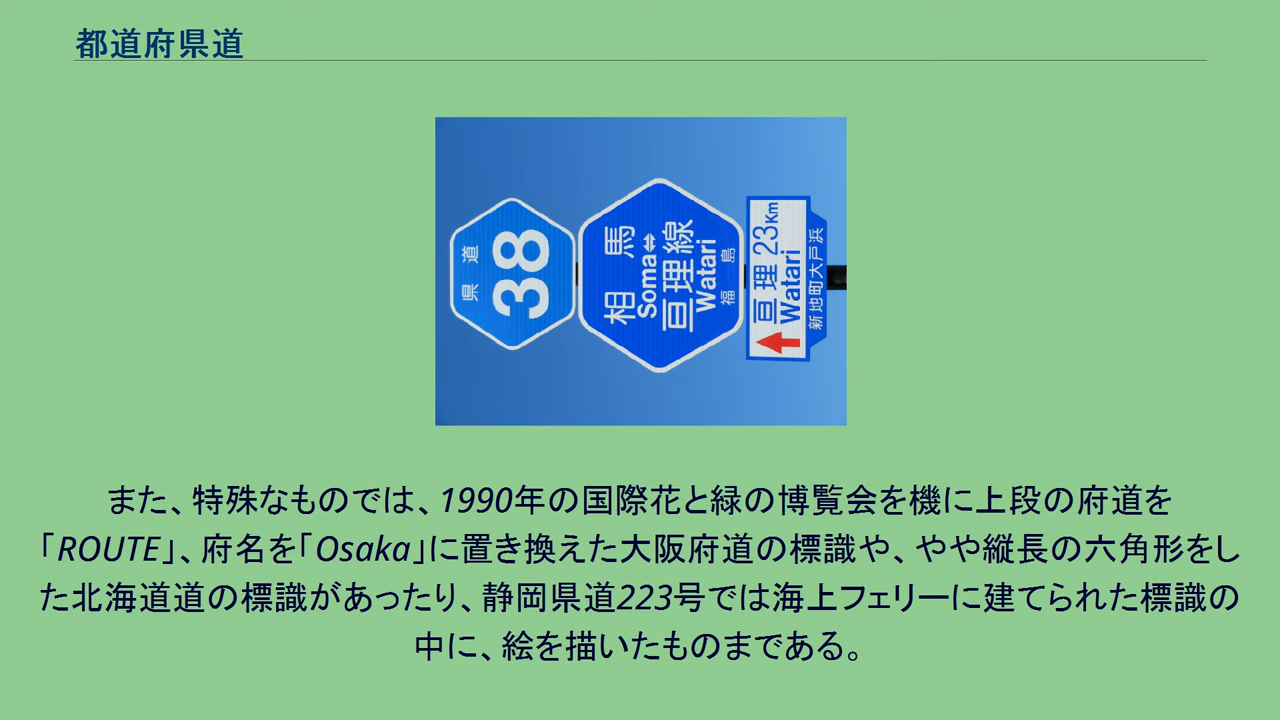 都道府県道
県道
38
相馬
Soma⇔
亘理線
Watari
福島
亘理 23Km
Watari
新地町大戸浜
また、特殊なものでは、1990年の国際花と緑の博覧会を機に上段の府道を
「ROUTE」、府名を「Osaka」に置き換えた大阪府道の標識や、やや縦長の六角形をし
た北海道道の標識があったり、静岡県道223号では海上フェリーに建てられた標識の
中に、絵を描いたものまである。